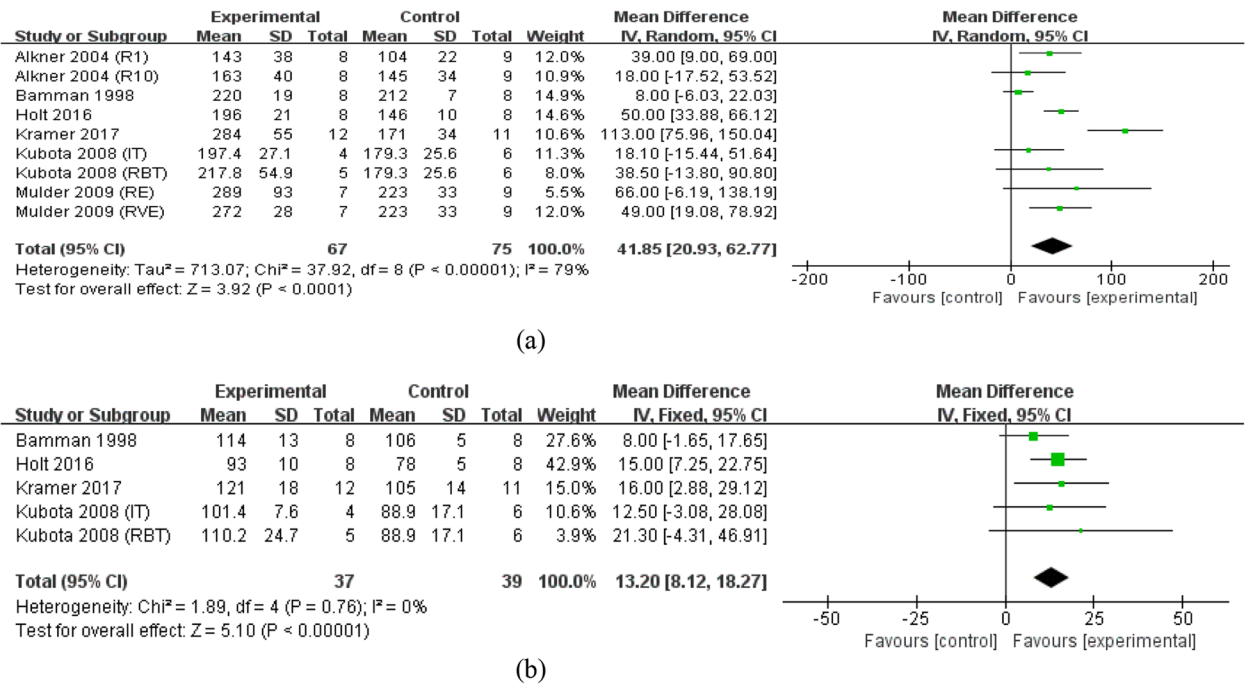 Experimental Control Mean Difference Mean Difference
Study or Subgroup Mean SD Total Mean SD Total Weight IV, Random, 95% CI IV, Random, 95% CI
Alkner 2004 (R1) 143 38 8 104 22 9 12.0% 39.00 [9.00, 69.00]
Alkner 2004 (R10) 163 40 8 145 34 9 10.9% 18.00 [-17.52, 53.52]
Bamman 1998 220 19 8 212 7 8 14.9% 8.00 [-6.03, 22.03]
Holt 2016 196 21 8 146 10 8 14.6% 50.00 [33.88, 66.12]
Kramer 2017 284 55 12 171 34 11 10.6% 113.00 [75.96, 150.04]
Kubota 2008 (IT) 197.4 27.1 4 179.3 25.6 6 11.3% 18.10 [-15.44, 51.64]
Kubota 2008 (RBT) 217.8 54.9 5 179.3 25.6 6 8.0% 38.50 [-13.80, 90.80]
Mulder 2009 (RE) 289 93 7 223 33 9 5.5% 66.00 [-6.19, 138.19]
Mulder 2009 (RVE) 272 28 7 223 33 9 12.0% 49.00 [19.08, 78.92]
Total (95% CI) 67 75 100.0% 41.85 [20.93, 62.77]
Heterogeneity: Tau² = 713.07; Chi² = 37.92, df = 8 (P < 0.00001); I² = 79%
Test for overall effect: Z = 3.92 (P < 0.0001)
-200 -100 0 100 200
Favours [control] Favours [experimental]
(a)
Experimental Control Mean Difference Mean Difference
Study or Subgroup Mean SD Total Mean SD Total Weight IV, Fixed, 95% CI IV, Fixed, 95% CI
Bamman 1998 114 13 8 106 5 8 27.6% 8.00 [-1.65, 17.65]
Holt 2016 93 10 8 78 5 8 42.9% 15.00 [7.25, 22.75]
Kramer 2017 121 18 12 105 14 11 15.0% 16.00 [2.88, 29.12]
Kubota 2008 (IT) 101.4 7.6 4 88.9 17.1 6 10.6% 12.50 [-3.08, 28.08]
Kubota 2008 (RBT) 110.2 24.7 5 88.9 17.1 6 3.9% 21.30 [-4.31, 46.91]
Total (95% CI) 37 39 100.0% 13.20 [8.12, 18.27]
Heterogeneity: Chi² = 1.89, df = 4 (P = 0.76); I² = 0%
Test for overall effect: Z = 5.10 (P < 0.00001)
-50 -25 0 25 50
Favours [control] Favours [experimental]
(b)